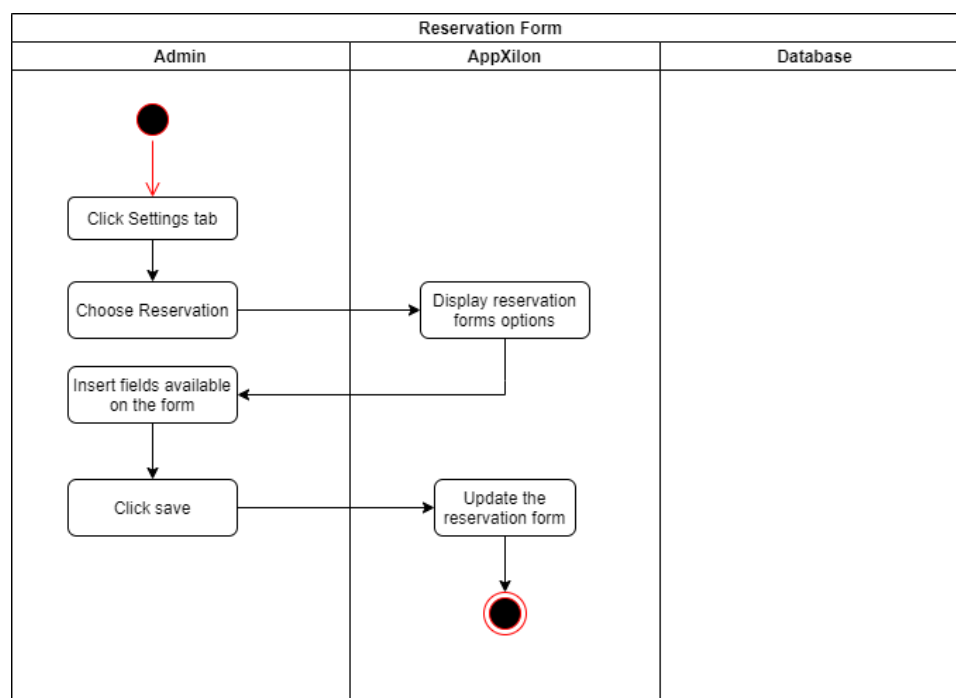 Reservation Form
Admin
AppXilon
Database
Click Settings tab
Choose Reservation
Display reservation
forms options
Insert fields available
on the form
Click save
Update the
reservation form